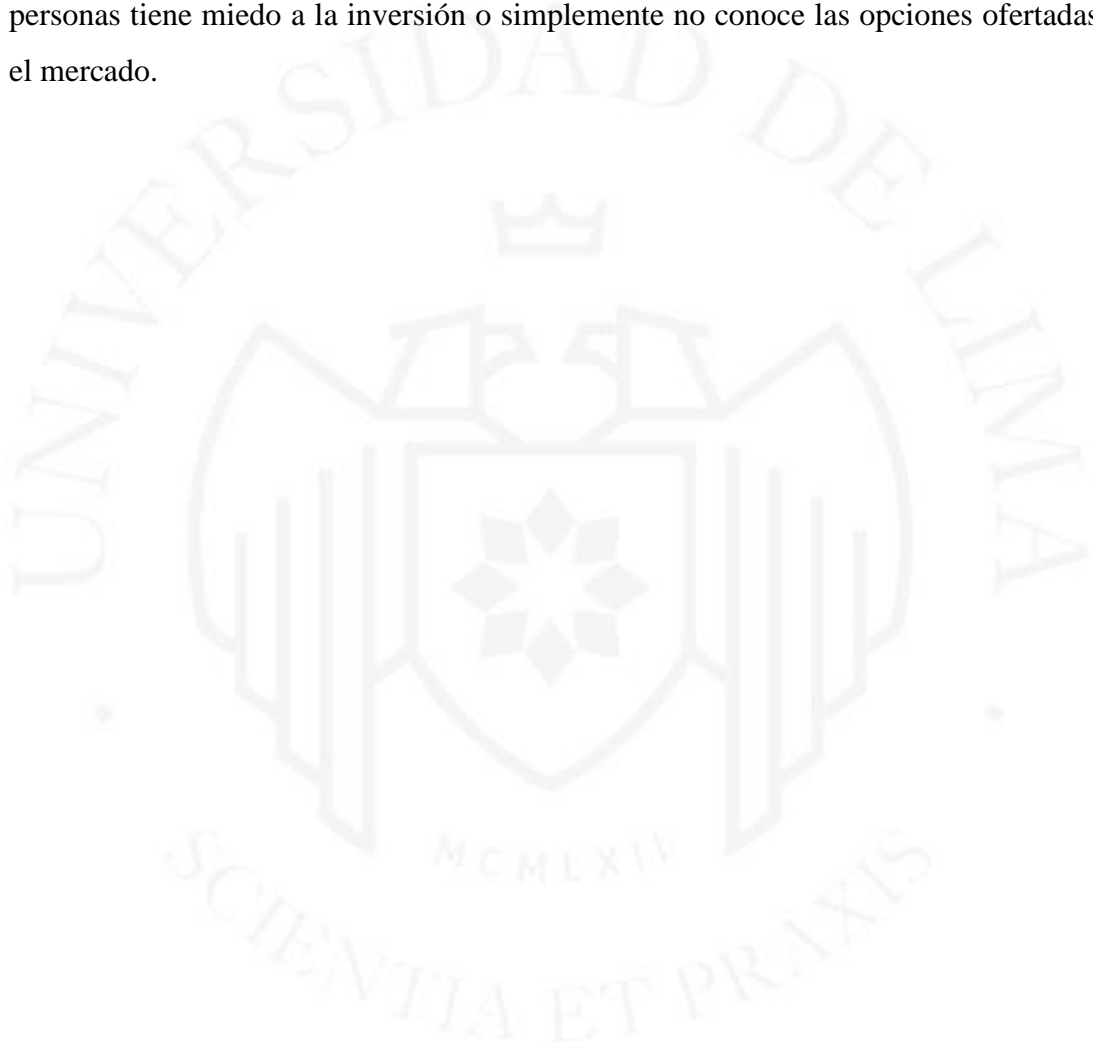 personas tiene miedo a la inversión o simplemente no conoce las opciones ofertadas
el mercado.
UNIVERSIDAD DE LIMA
MCMLXII
SCIENTIA ET PRAXIS